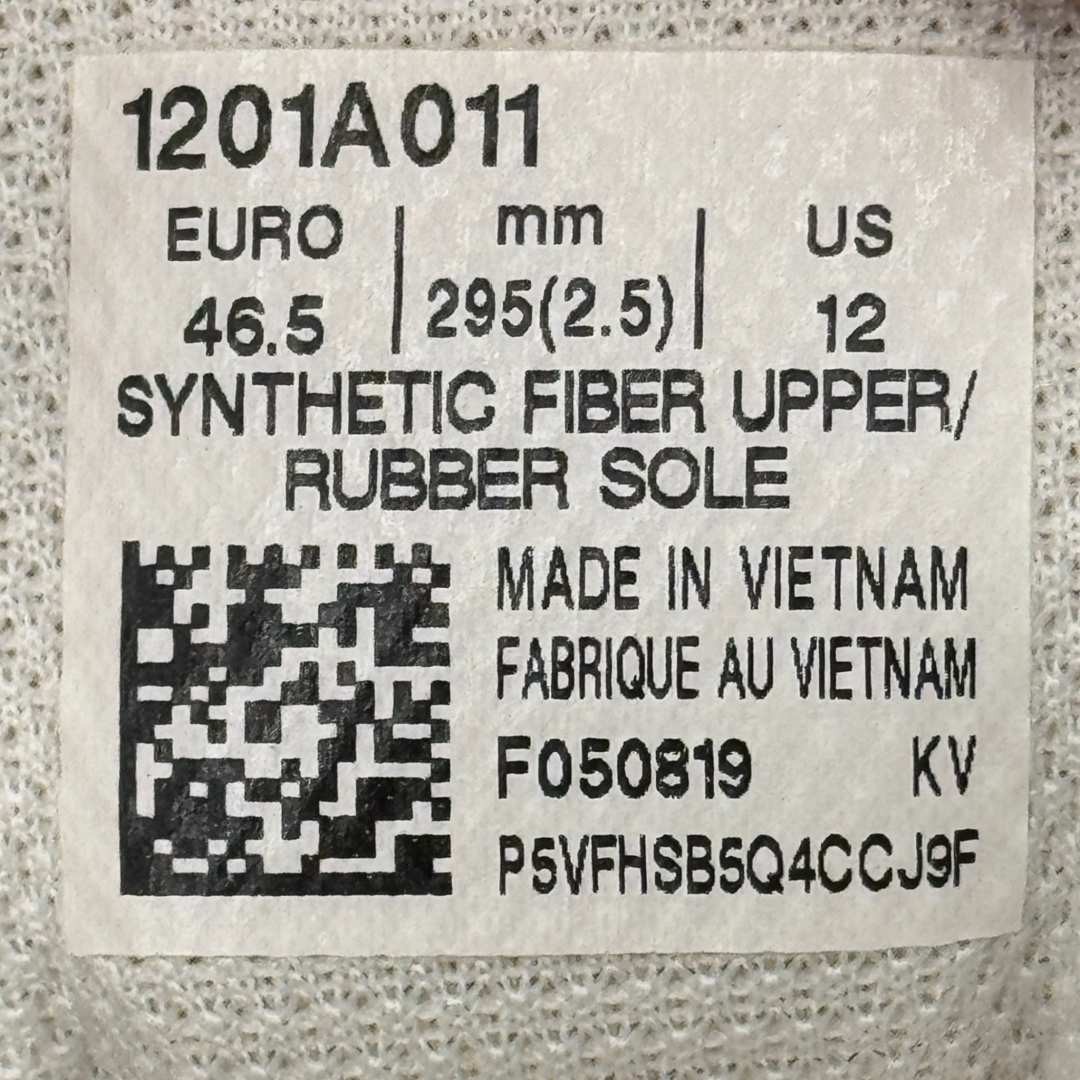 1201A011
EURO | mm | US
46.5 | 295(2.5) | 12
SYNTHETIC FIBER UPPER/
RUBBER SOLE
MADE IN VIETNAM
FABRIQUE AU VIETNAM
F050819 KV
P5VFHSB5Q4CCJ9F